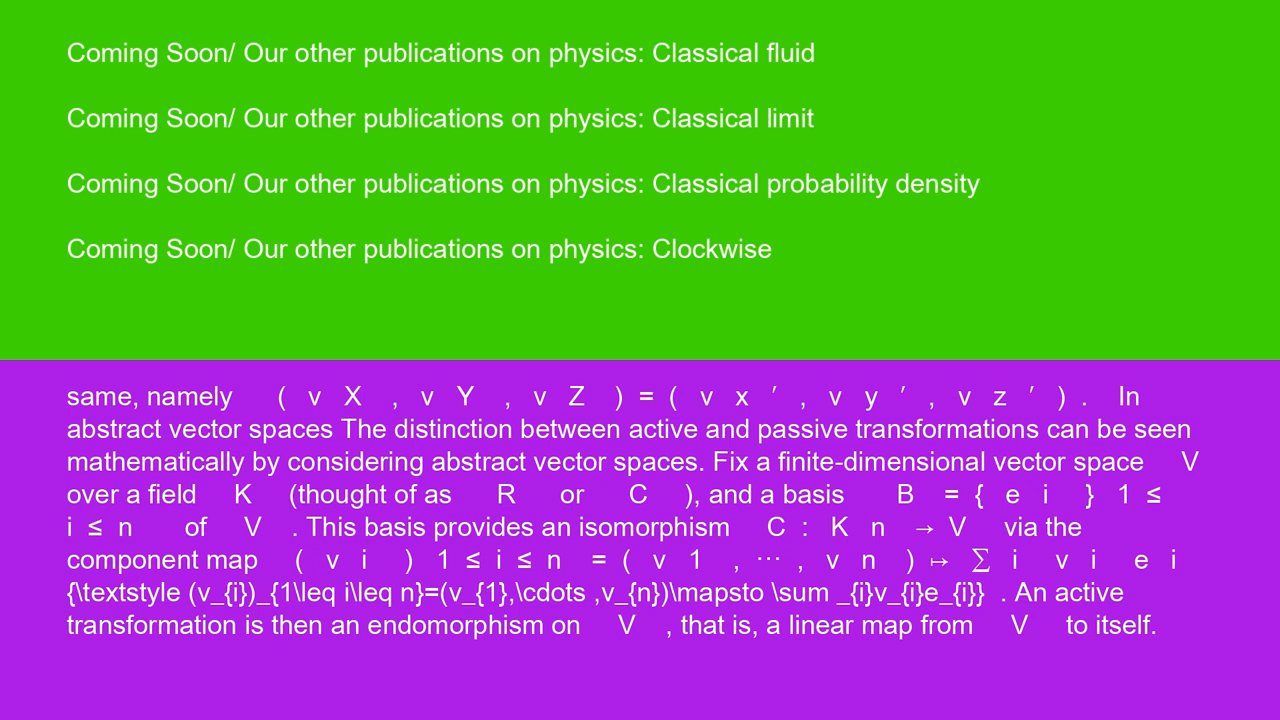 Coming Soon/ Our other publications on physics: Classical fluid
Coming Soon/ Our other publications on physics: Classical limit
Coming Soon/ Our other publications on physics: Classical probability density
Coming Soon/ Our other publications on physics: Clockwise
same, namely ( v X , v Y , v Z ) = ( v x ′ , v y ′ , v z ′ ) . In
abstract vector spaces The distinction between active and passive transformations can be seen
mathematically by considering abstract vector spaces. Fix a finite-dimensional vector space V
over a field K (thought of as R or C ), and a basis B = { e i } 1 ≤
i ≤ n of V . This basis provides an isomorphism C : K n → V via the
component map ( v i ) 1 ≤ i ≤ n = ( v 1 , ⋯ , v n ) ↦ ∑ i v i e i
{\textstyle (v_{i})_{1\leq i\leq n}=(v_{1},\cdots ,v_{n})\mapsto \sum _{i}v_{i}e_{i}} . An active
transformation is then an endomorphism on V , that is, a linear map from V to itself.